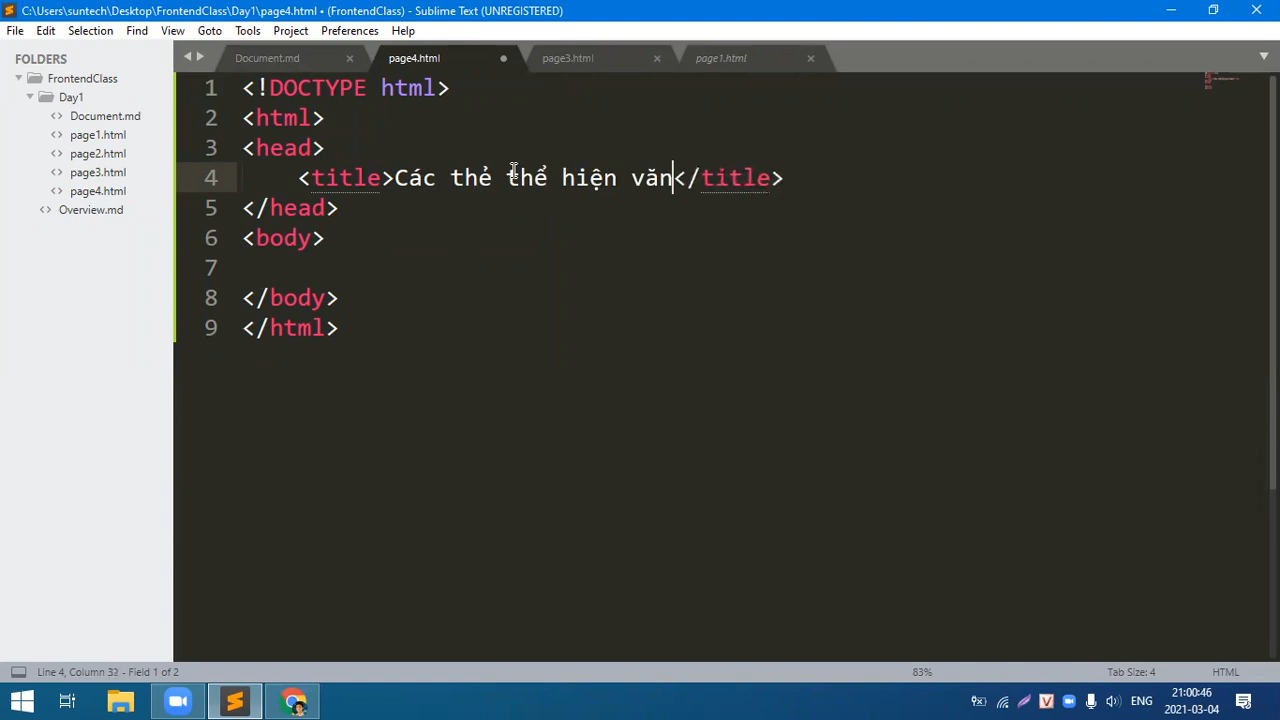 C:\Users\suntech\Desktop\FrontendClass\Day1\page4.html • (FrontendClass) - Sublime Text (UNREGISTERED)
File Edit Selection Find View Goto Tools Project Preferences Help
FOLDERS
FrontendClass
Day1
Document.md
page1.html
page2.html
page3.html
page4.html
Overview.md
Document.md page4.html page3.html page1.html
1 <!DOCTYPE html>
2 <html>
3 <head>
4 <title>Các thẻ thể hiện văn</title>
5 </head>
6 <body>
7
8 </body>
9 </html>
Line 4, Column 32 - Field 1 of 2 83% Tab Size: 4 HTML
ENG 21:00:46
2021-03-04